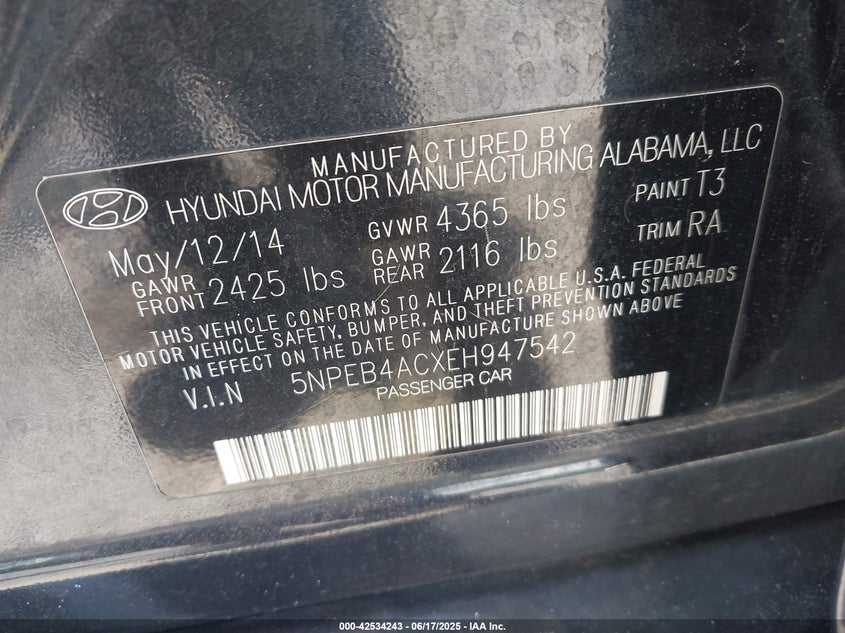 MANUFACTURED BY
HYUNDAI MOTOR MANUFACTURING ALABAMA, LLC
May/12/14 GVWR 4365 lbs PAINT T3
GAWR FRONT 2425 lbs GAWR REAR 2116 lbs TRIM RA
THIS VEHICLE CONFORMS TO ALL APPLICABLE U.S.A. FEDERAL
MOTOR VEHICLE SAFETY, BUMPER, AND THEFT PREVENTION STANDARDS
IN EFFECT ON THE DATE OF MANUFACTURE SHOWN ABOVE
V.I.N 5NPEB4ACXEH947542
PASSENGER CAR
000-42534243 | 06/17/2025 - IAA Inc.